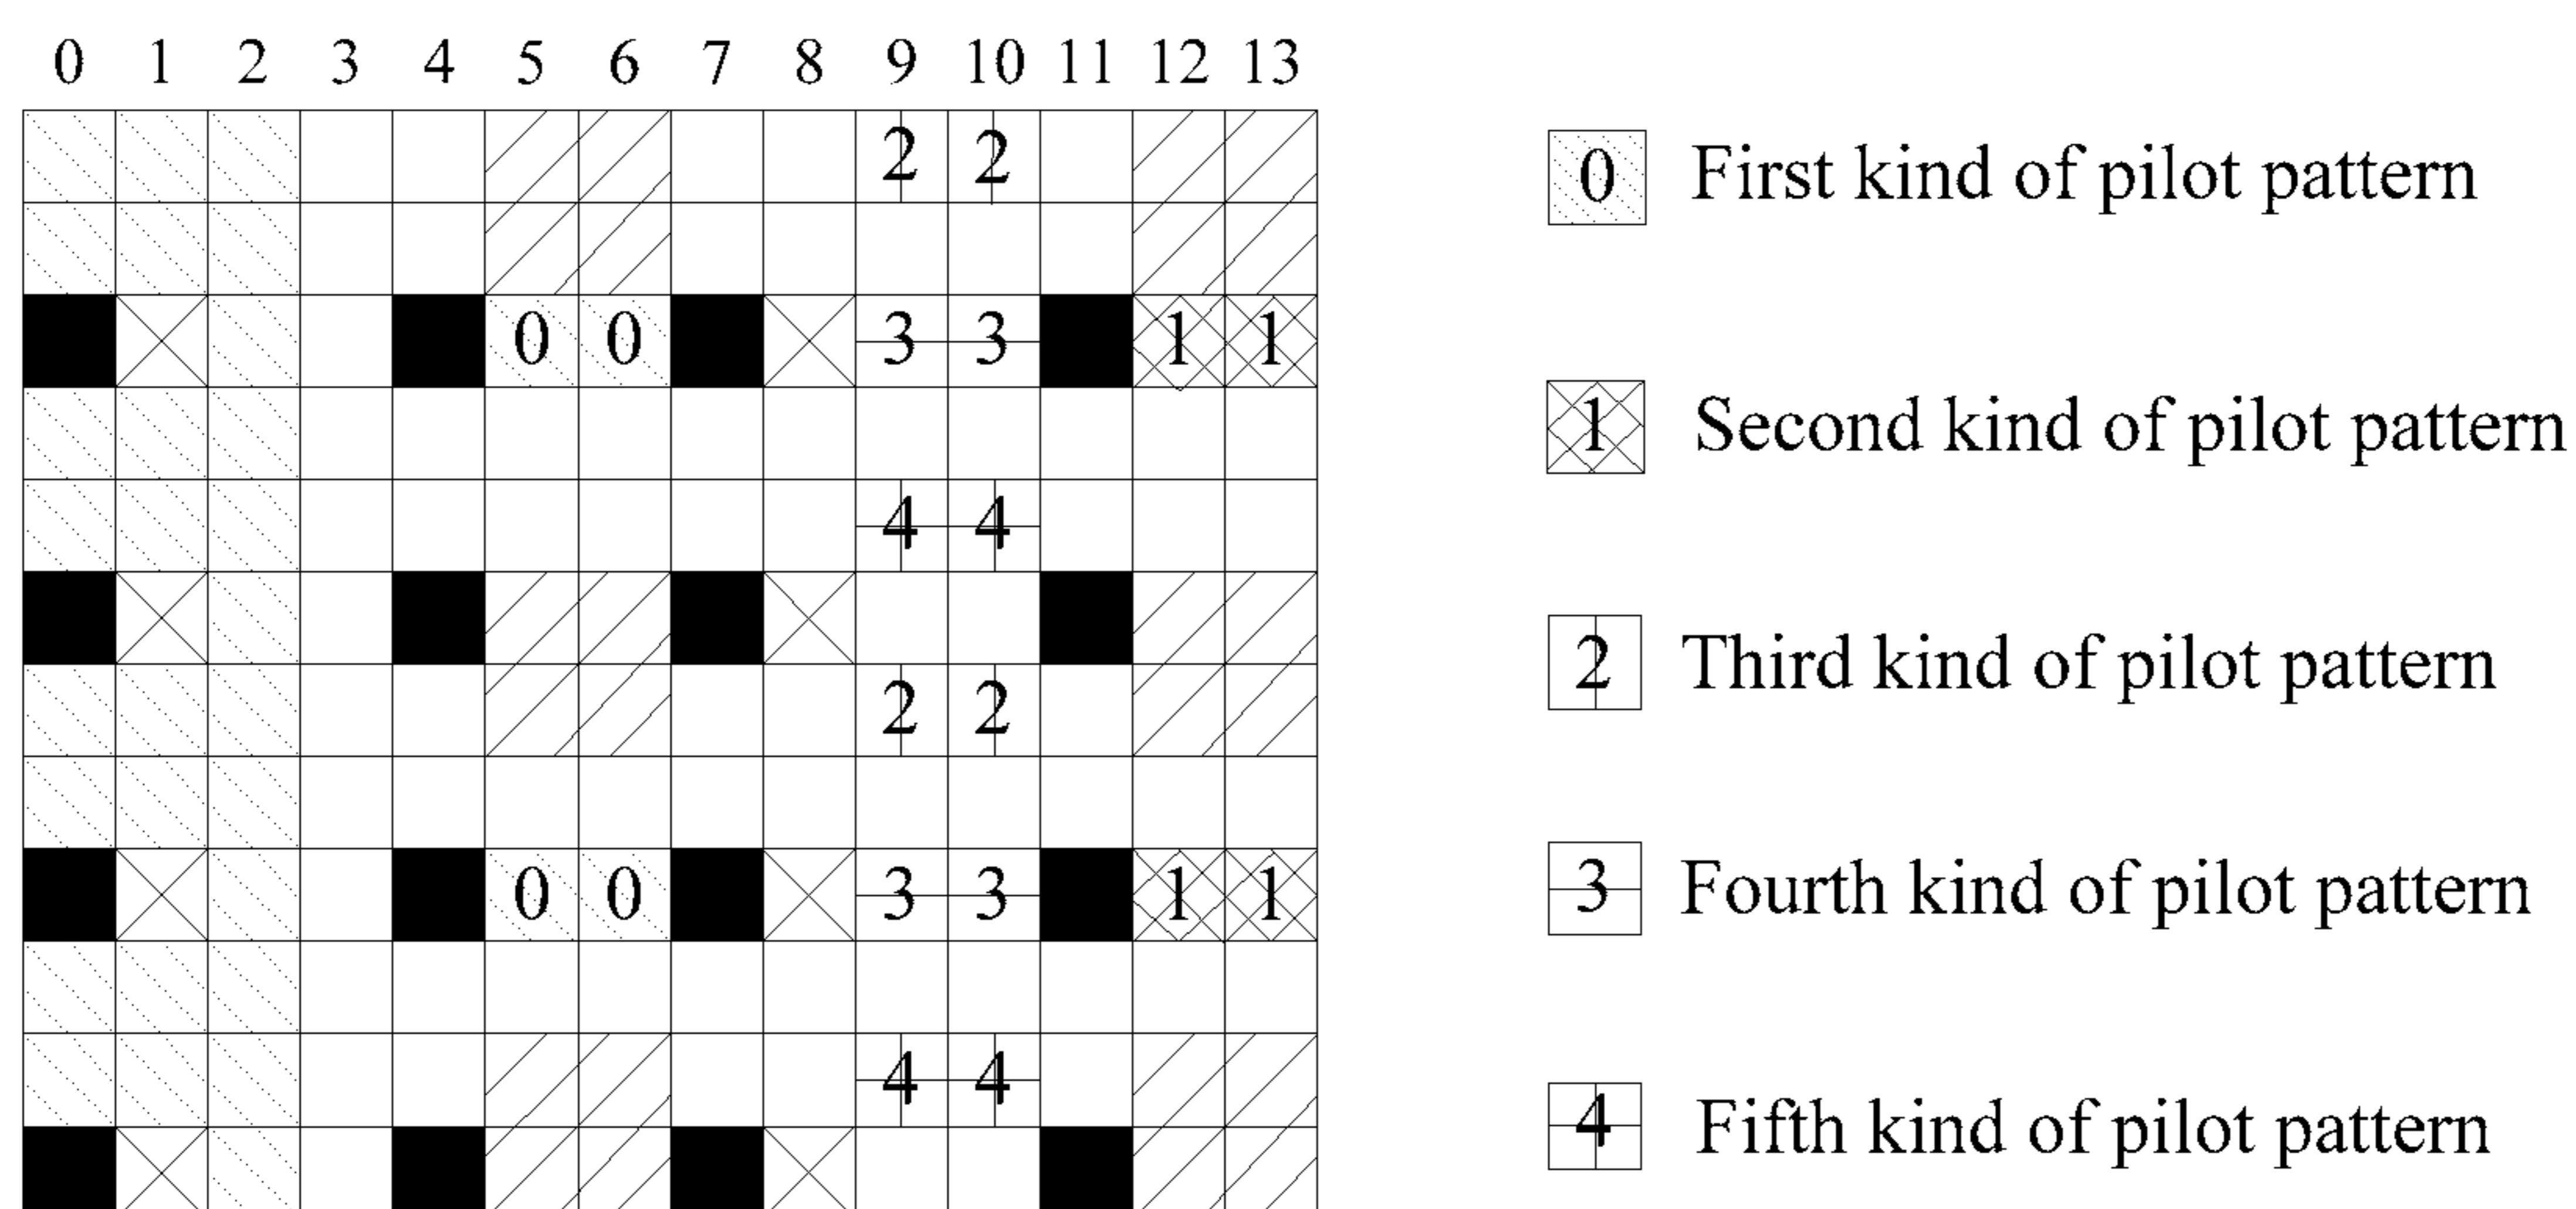 0 1 2 3 4 5 6 7 8 9 10 11 12 13
2 2
0 0 3 3 1 1
4 4
2 2
0 0 3 3 1 1
4 4
0 First kind of pilot pattern
1 Second kind of pilot pattern
2 Third kind of pilot pattern
3 Fourth kind of pilot pattern
4 Fifth kind of pilot pattern